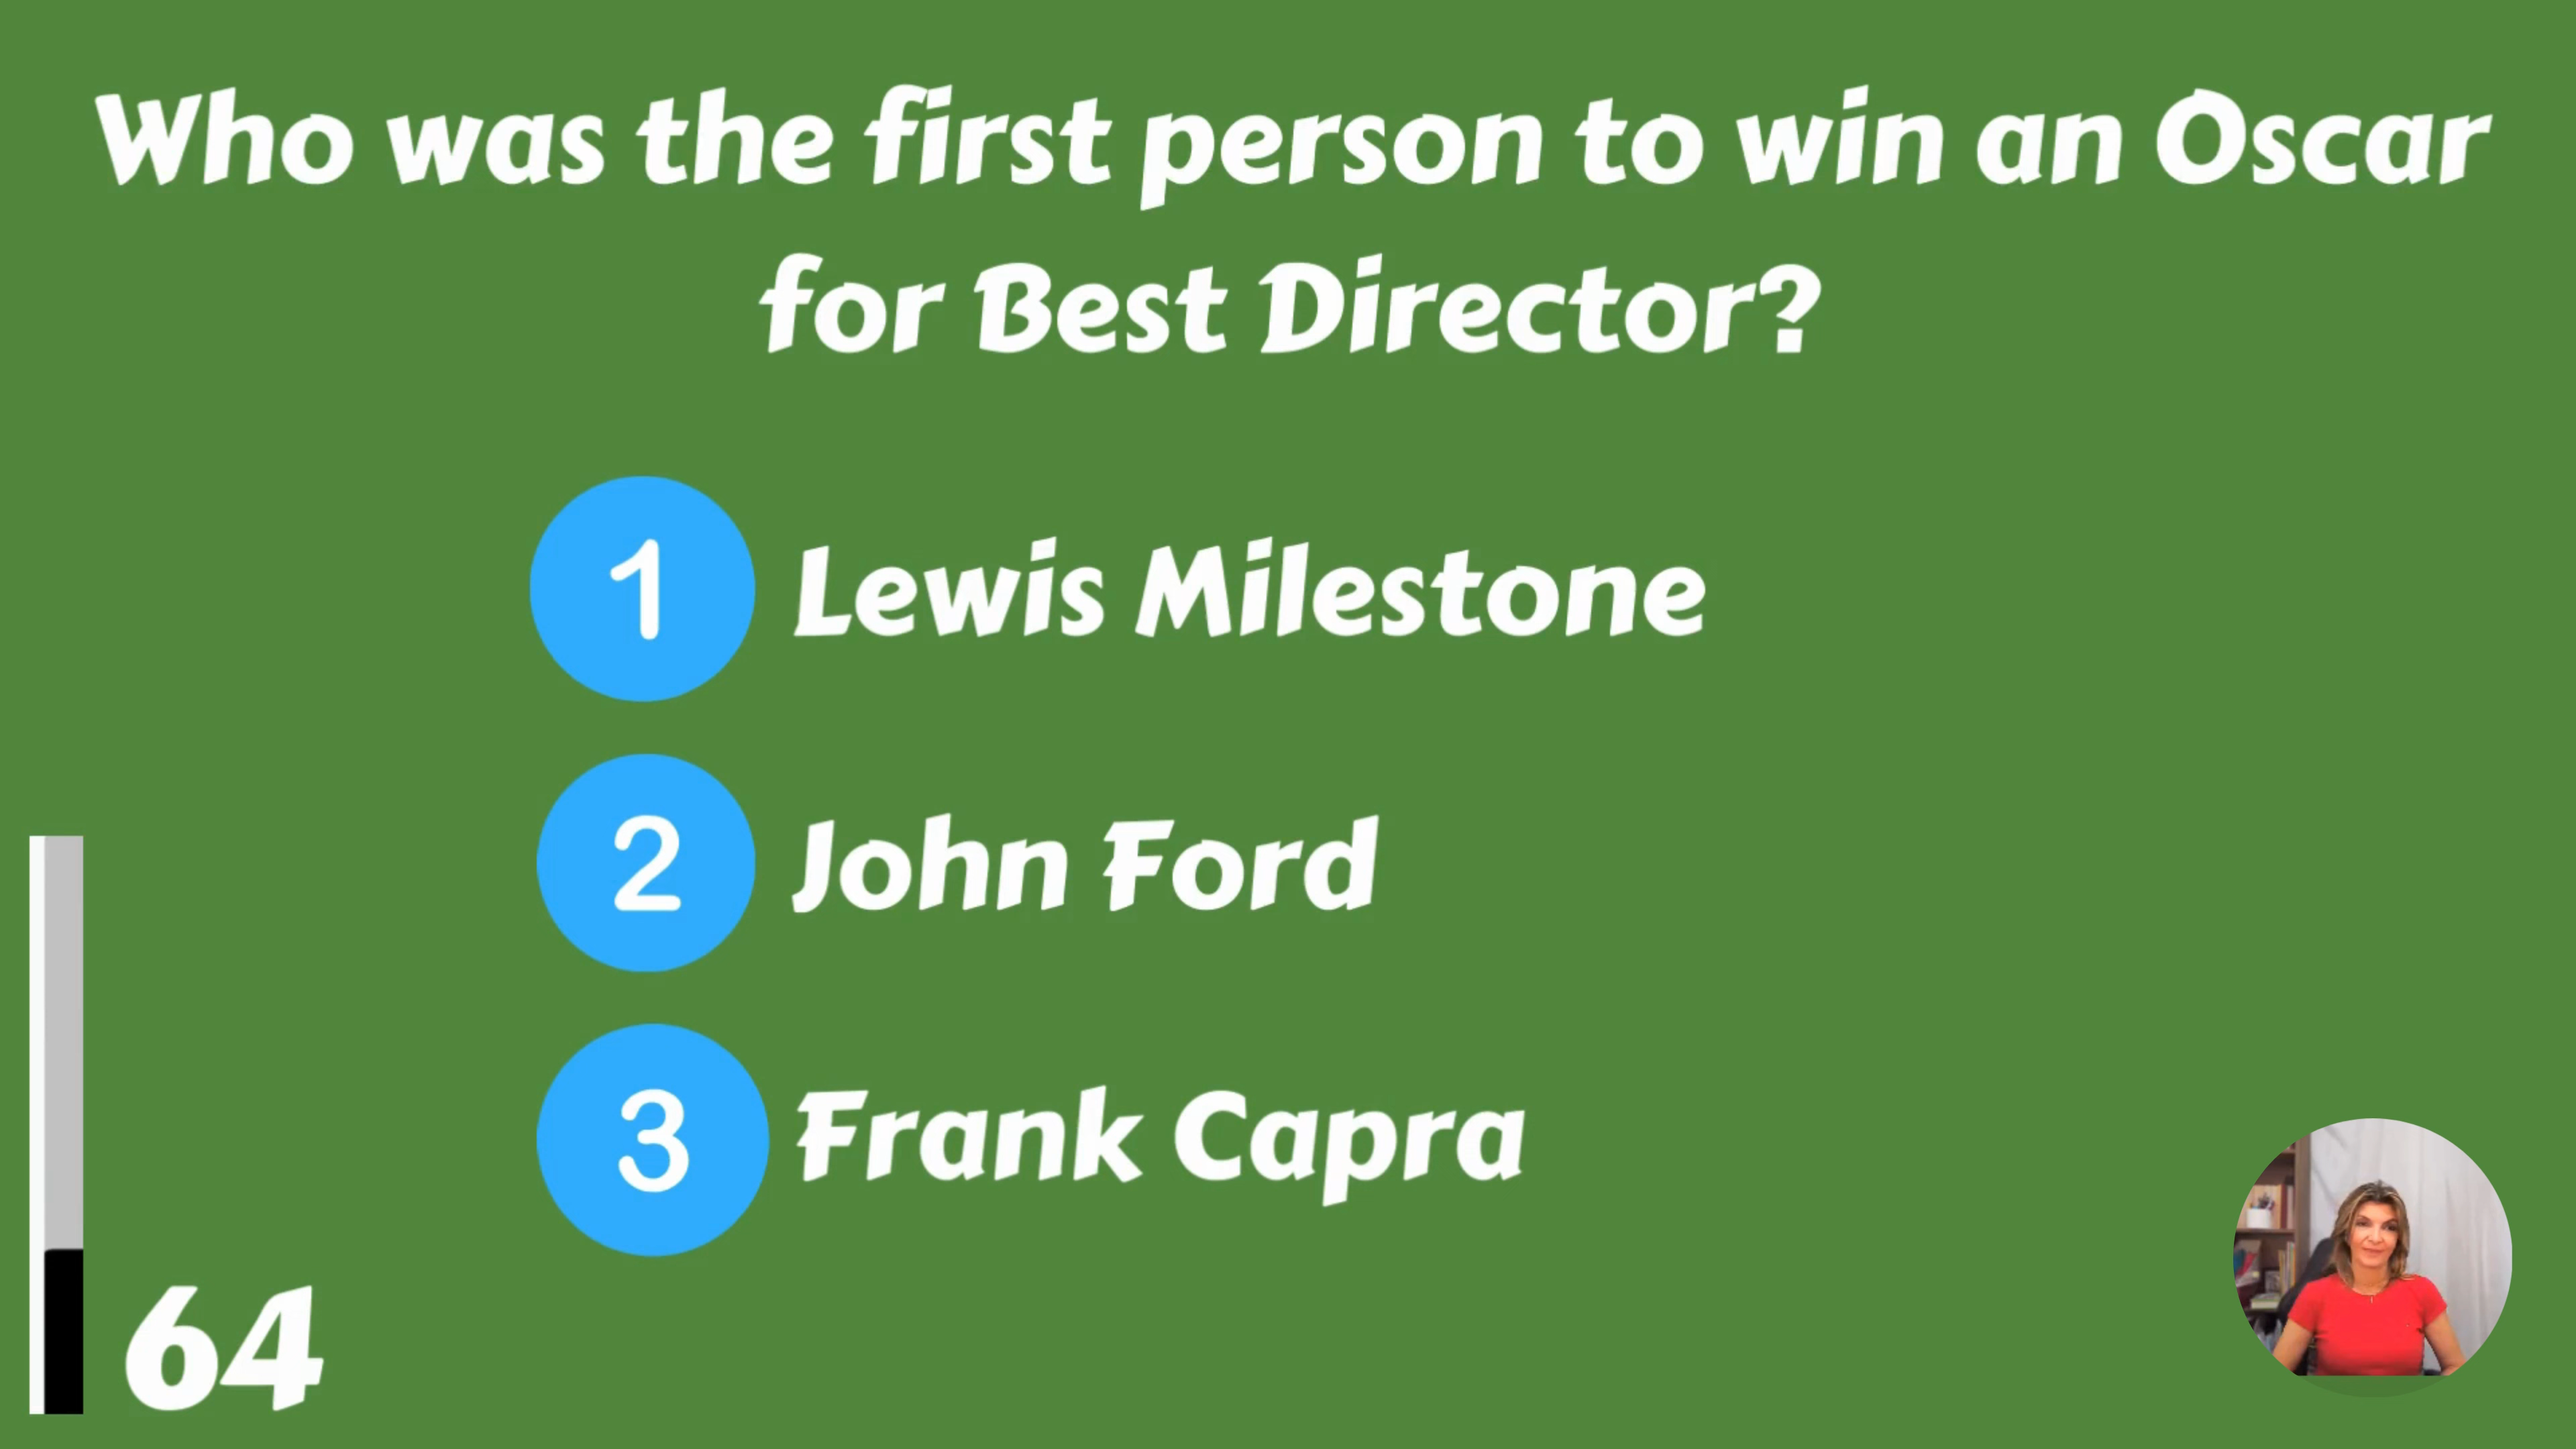 Who was the first person to win an Oscar
for Best Director?
1 Lewis Milestone
2 John Ford
3 Frank Capra
64